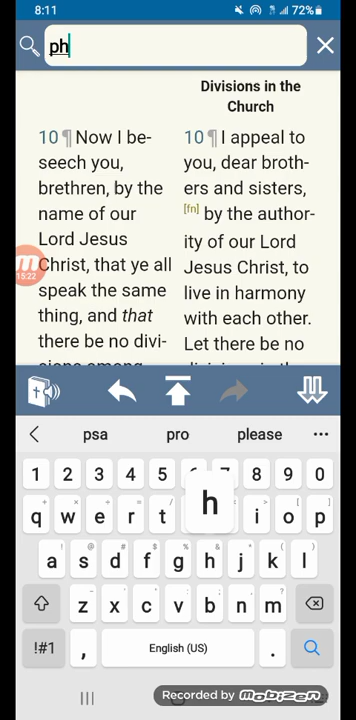 8:11 72%
ph
Divisions in the
Church
10 ¶ Now I be-
seech you,
brethren, by the
name of our
Lord Jesus
Christ, that ye all
speak the same
thing, and that
there be no divi-
10 ¶ I appeal to
you, dear broth-
ers and sisters,
[fn] by the author-
ity of our Lord
Jesus Christ, to
live in harmony
with each other.
Let there be no
15:22
psa pro please
1 2 3 4 5 6 7 8 9 0
q w e r t h i o p
a s d f g h j k l
z x c v b n m
!#1 , English (US) .
Recorded by mobizen